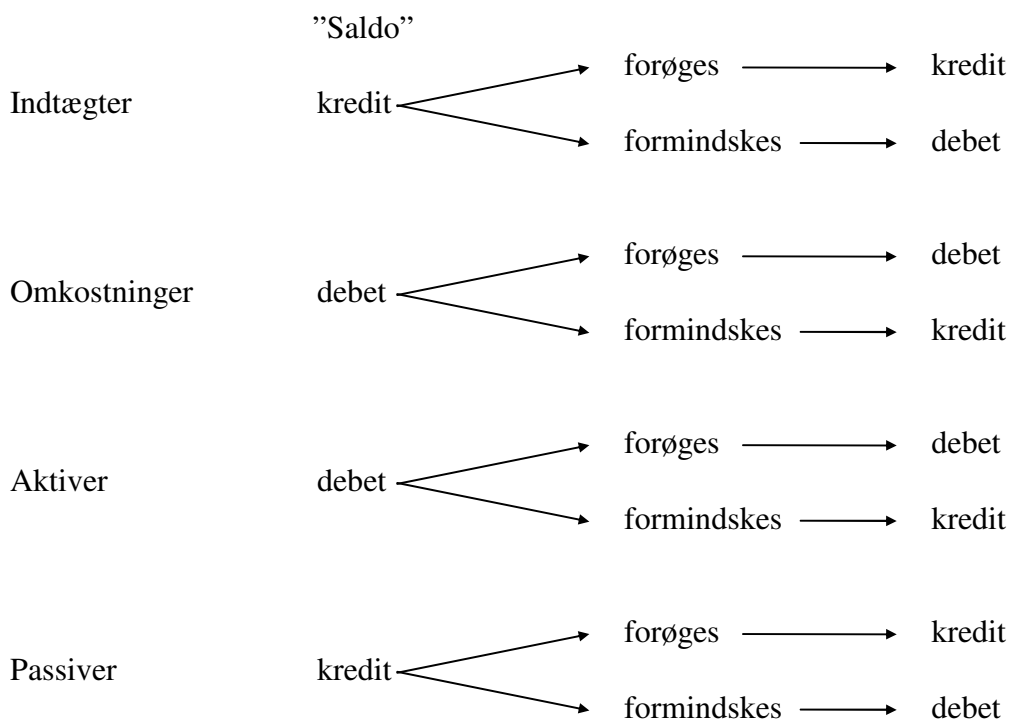 ”Saldo”
forøges kredit
Indtægter kredit
formindskes debet
forøges debet
Omkostninger debet
formindskes kredit
forøges debet
Aktiver debet
formindskes kredit
forøges kredit
Passiver kredit
formindskes debet